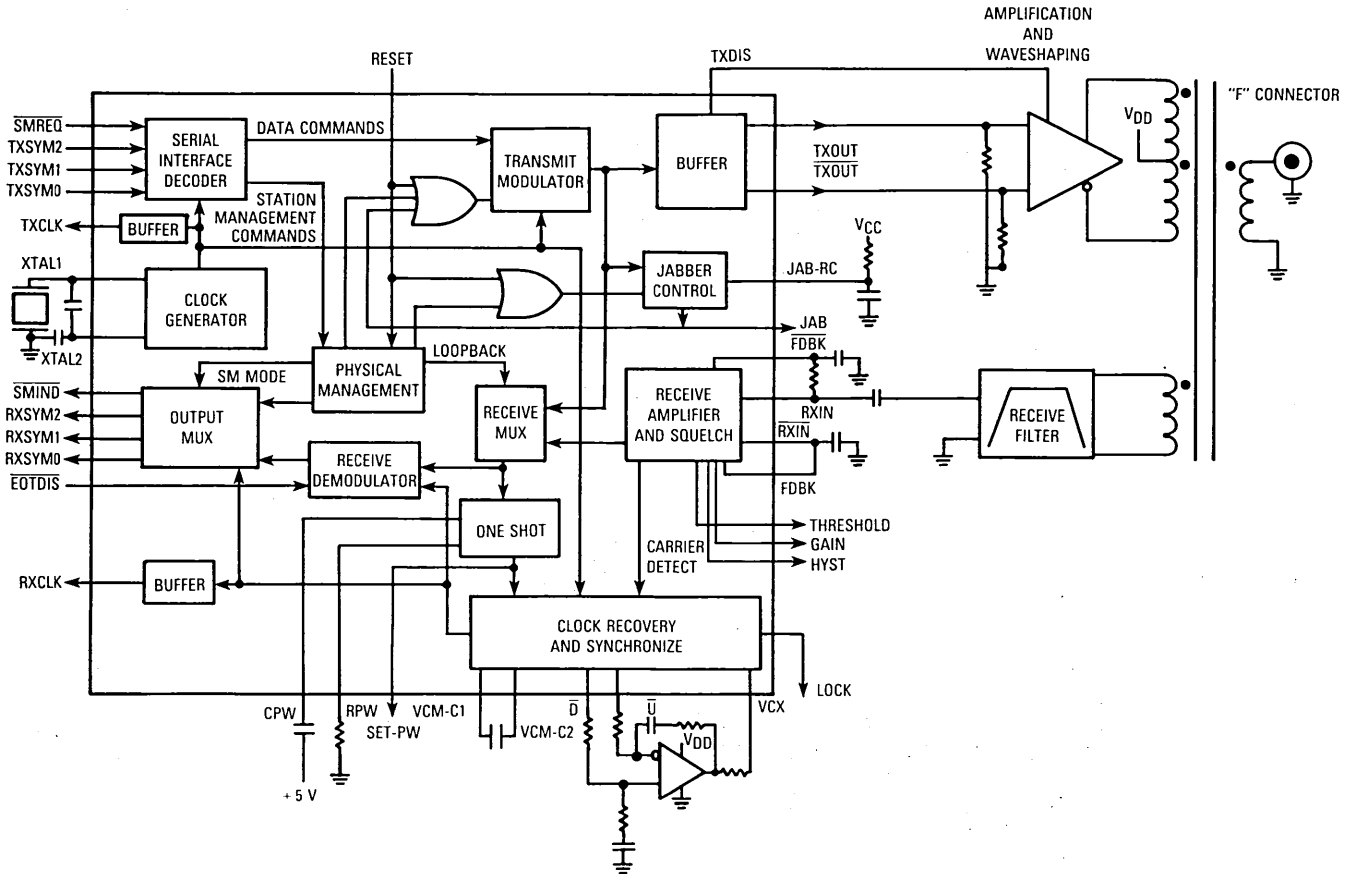 AMPLIFICATION
AND
WAVESHAPING
RESET
TXDIS
"F" CONNECTOR
SMREQ
TXSYM2
TXSYM1
TXSYM0
SERIAL
INTERFACE
DECODER
DATA COMMANDS
TRANSMIT
MODULATOR
BUFFER
TXOUT
TXOUT
VDD
STATION
MANAGEMENT
COMMANDS
TXCLK
BUFFER
XTAL1
CLOCK
GENERATOR
XTAL2
JABBER
CONTROL
JAB-RC
VCC
JAB
FDBK
SM MODE
PHYSICAL
MANAGEMENT
LOOPBACK
SMIND
RXSYM2
RXSYM1
RXSYM0
OUTPUT
MUX
RECEIVE
MUX
RECEIVE
AMPLIFIER
AND SQUELCH
RXIN
RXIN
FDBK
RECEIVE
FILTER
EOTDIS
RECEIVE
DEMODULATOR
ONE SHOT
CARRIER
DETECT
THRESHOLD
GAIN
HYST
RXCLK
BUFFER
CLOCK RECOVERY
AND SYNCHRONIZE
LOCK
CPW
RPW
SET-PW
VCM-C1
VCM-C2
D
U
VCX
VDD
+ 5 V